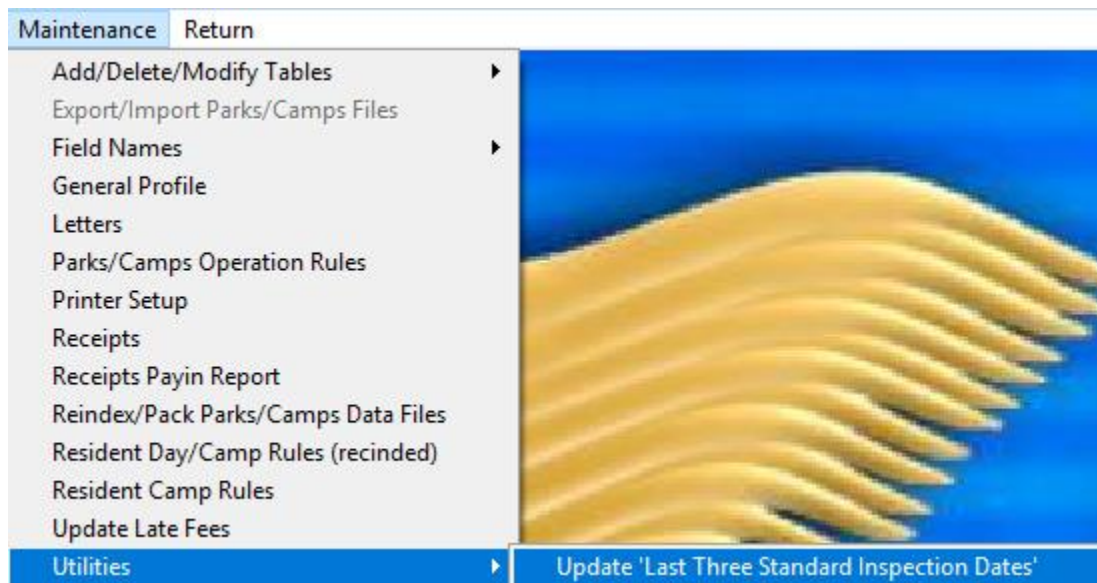 Maintenance Return
Add/Delete/Modify Tables
Export/Import Parks/Camps Files
Field Names
General Profile
Letters
Parks/Camps Operation Rules
Printer Setup
Receipts
Receipts Payin Report
Reindex/Pack Parks/Camps Data Files
Resident Day/Camp Rules (recinded)
Resident Camp Rules
Update Late Fees
Utilities Update 'Last Three Standard Inspection Dates'